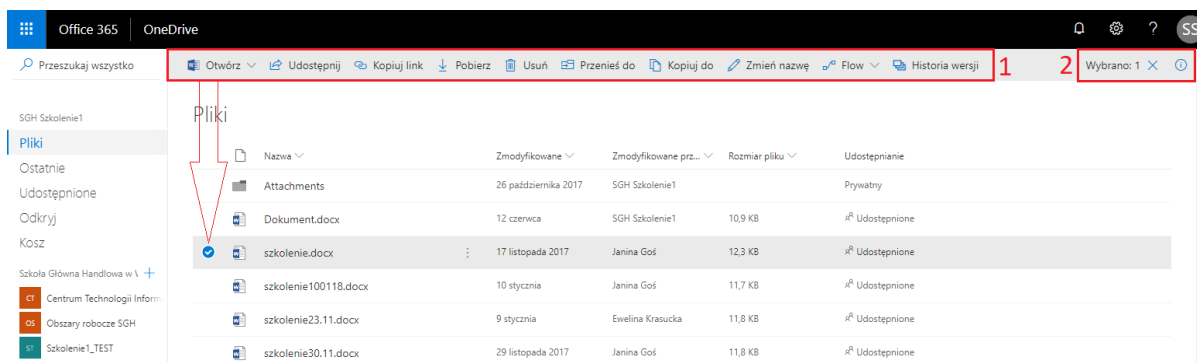 Office 365 OneDrive ? SS
Przeszukaj wszystko Otwórz Udostępnij Kopiuj link Pobierz Usuń Przenieś do Kopiuj do Zmień nazwę Flow Historia wersji 1 2 Wybrano: 1
Pliki
SGH Szkolenie1
Pliki
Ostatnie
Udostępnione
Odkryj
Kosz
Szkoła Główna Handlowa w
CT Centrum Technologii Inform
OS Obszary robocze SGH
ST Szkolenie1_TEST
Nazwa Zmodyfikowane Zmodyfikowane prz... Rozmiar pliku Udostępnianie
Attachments 26 października 2017 SGH Szkolenie1 Prywatny
Dokument.docx 12 czerwca SGH Szkolenie1 10,9 KB Udostępnione
szkolenie.docx 17 listopada 2017 Janina Goś 12,3 KB Udostępnione
szkolenie100118.docx 10 stycznia Janina Goś 11,7 KB Udostępnione
szkolenie23.11.docx 9 stycznia Ewelina Krasucka 11,8 KB Udostępnione
szkolenie30.11.docx 29 listopada 2017 Janina Goś 11,8 KB Udostępnione